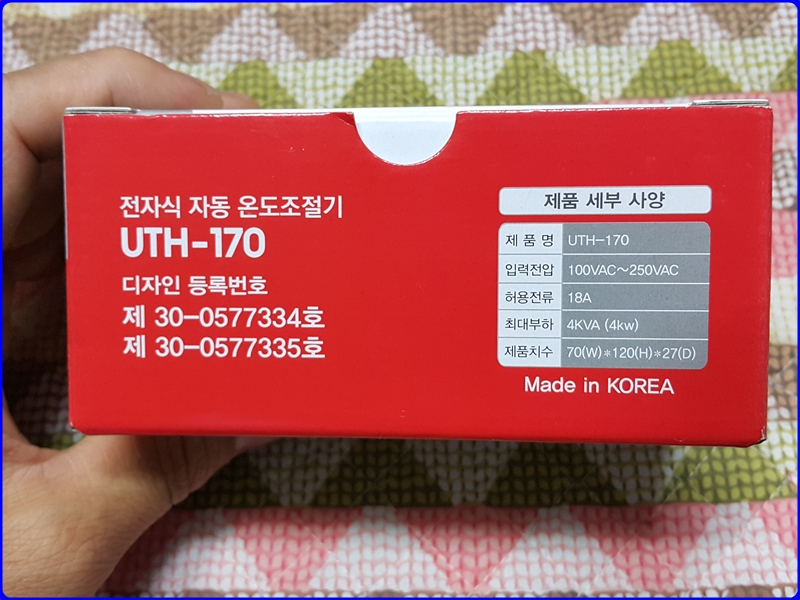 전자식 자동 온도조절기
UTH-170
디자인 등록번호
제 30-0577334호
제 30-0577335호
제품 세부 사양
제 품 명 UTH-170
입력전압 100VAC~250VAC
허용전류 18A
최대부하 4KVA (4kw)
제품치수 70(W)*120(H)*27(D)
Made in KOREA